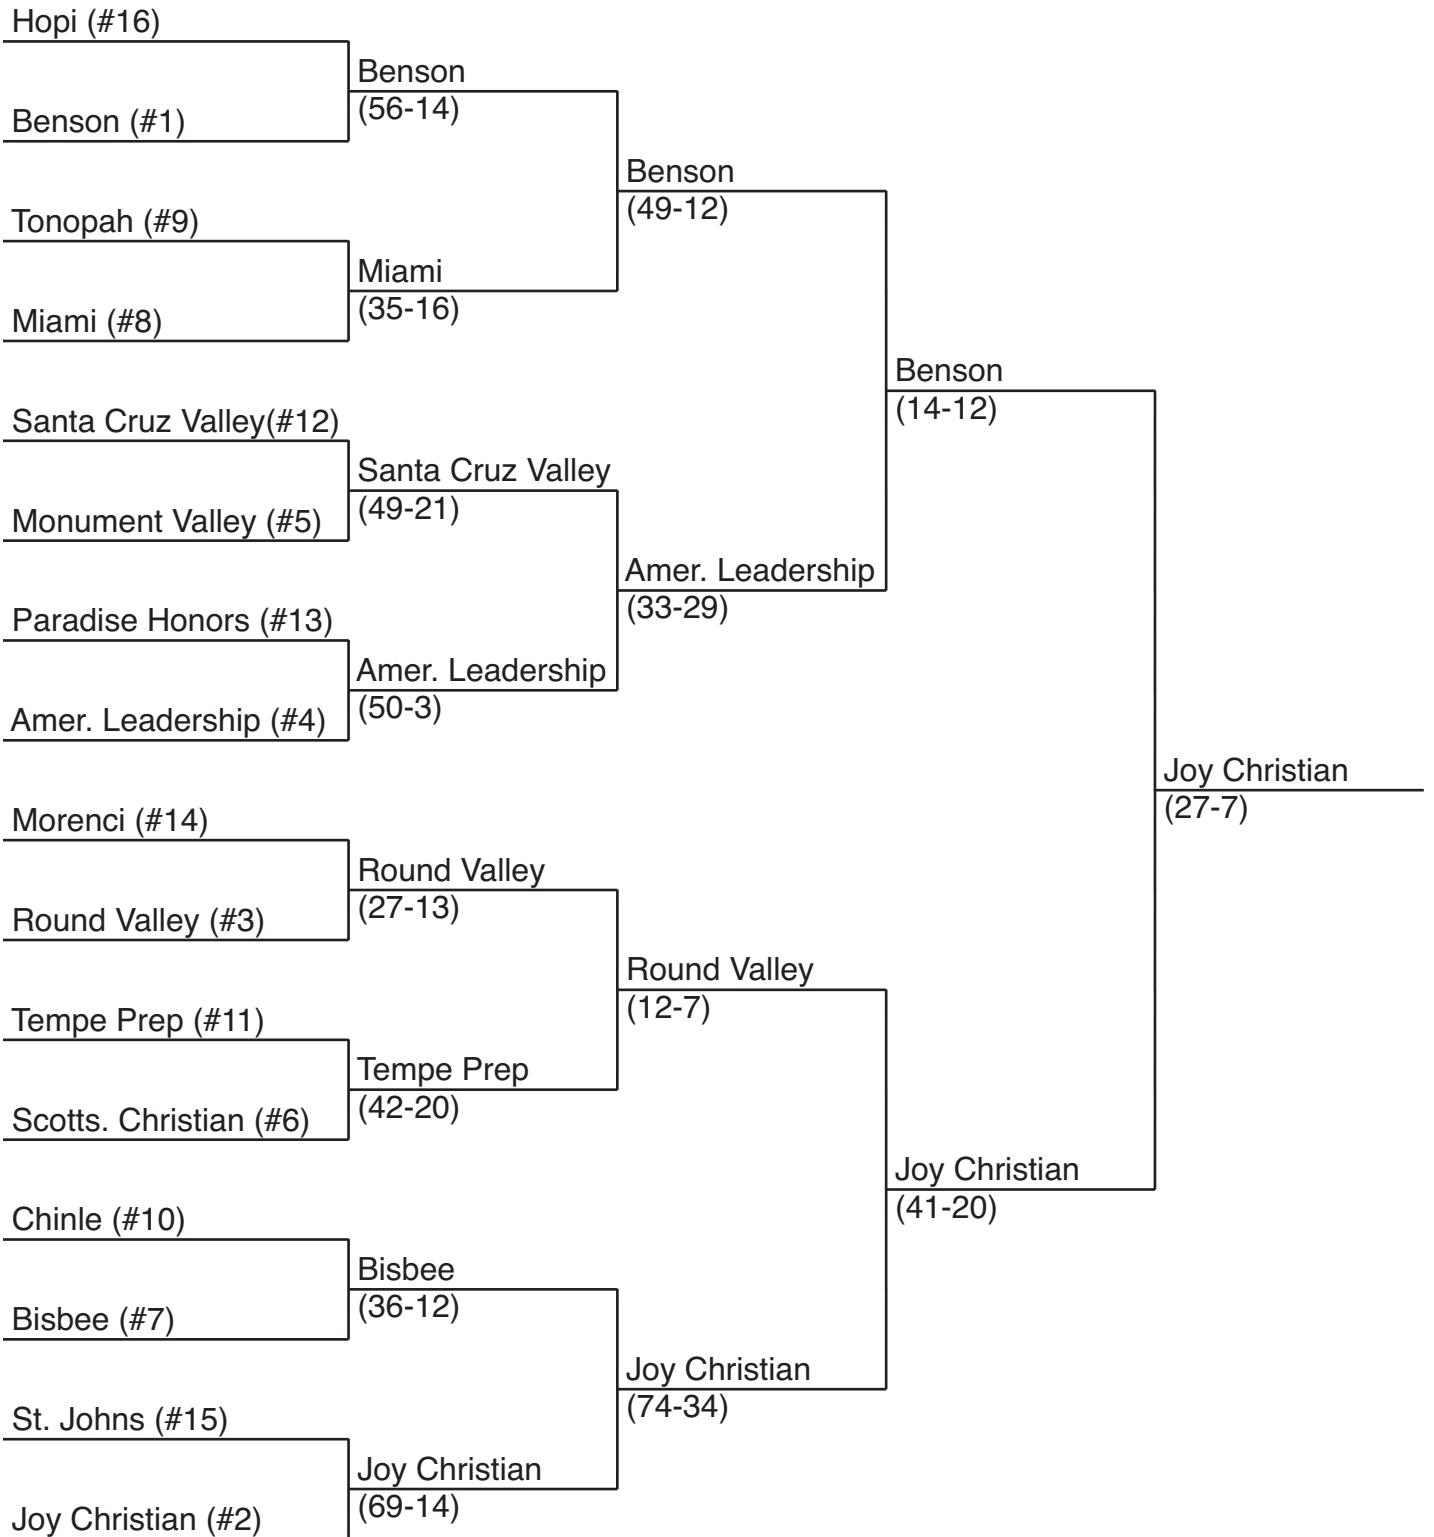 Hopi (#16)
Benson
(56-14)
Benson (#1)
Benson
(49-12)
Tonopah (#9)
Miami
(35-16)
Miami (#8)
Benson
(14-12)
Santa Cruz Valley(#12)
Santa Cruz Valley
(49-21)
Monument Valley (#5)
Amer. Leadership
(33-29)
Paradise Honors (#13)
Amer. Leadership
(50-3)
Amer. Leadership (#4)
Joy Christian
(27-7)
Morenci (#14)
Round Valley
(27-13)
Round Valley (#3)
Round Valley
(12-7)
Tempe Prep (#11)
Tempe Prep
(42-20)
Scotts. Christian (#6)
Joy Christian
(41-20)
Chinle (#10)
Bisbee
(36-12)
Bisbee (#7)
Joy Christian
(74-34)
St. Johns (#15)
Joy Christian
(69-14)
Joy Christian (#2)